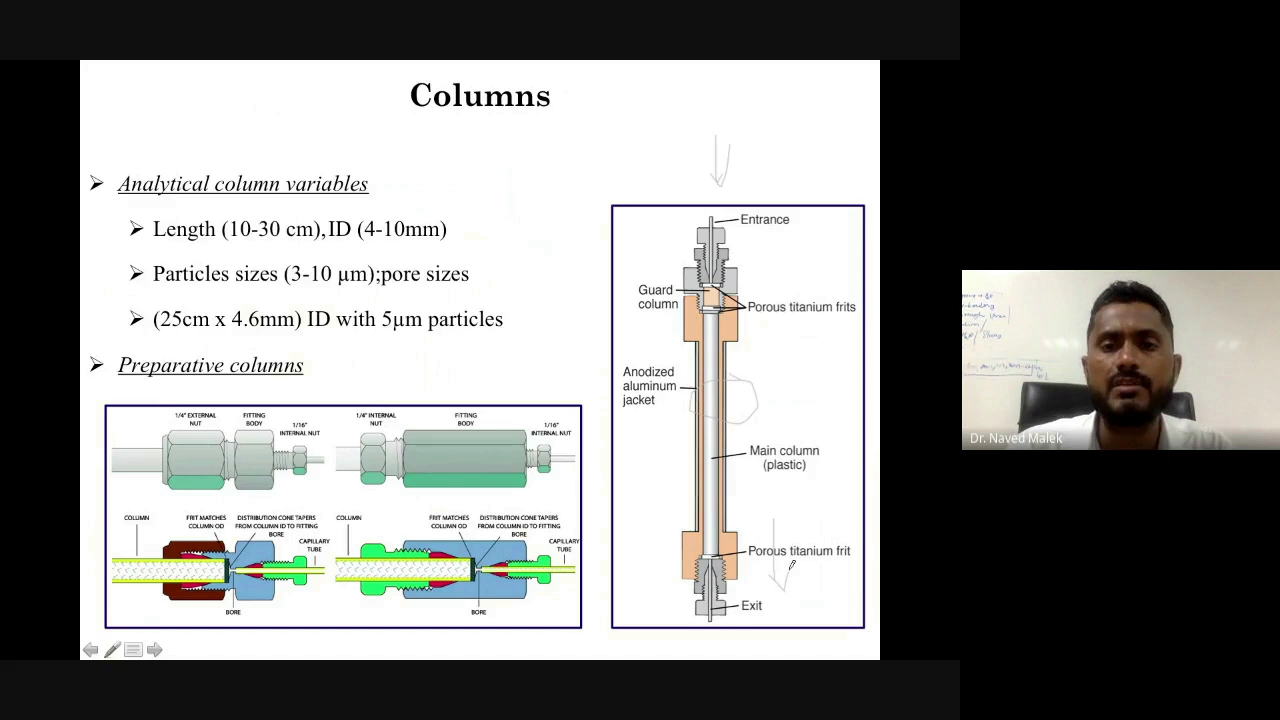 Columns
➢ Analytical column variables
➢ Length (10-30 cm), ID (4-10mm)
➢ Particles sizes (3-10 µm);pore sizes
➢ (25cm x 4.6mm) ID with 5µm particles
➢ Preparative columns
1/4" EXTERNAL
NUT
FITTING
BODY
1/16"
INTERNAL NUT
1/4" INTERNAL
NUT
FITTING
BODY
1/16"
INTERNAL NUT
COLUMN
FRIT MATCHES
COLUMN OD
DISTRIBUTION CONE TAPERS
FROM COLUMN ID TO FITTING
BORE
CAPILLARY
TUBE
BORE
COLUMN
FRIT MATCHES
COLUMN OD
DISTRIBUTION CONE TAPERS
FROM COLUMN ID TO FITTING
BORE
CAPILLARY
TUBE
BORE
Entrance
Guard
column
Porous titanium frits
Anodized
aluminum
jacket
Main column
(plastic)
Porous titanium frit
Exit
Dr. Naved Malek